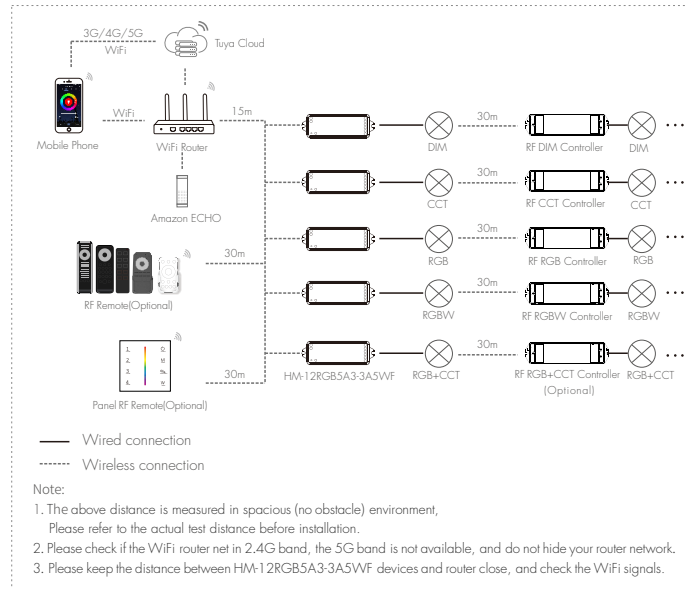 3G/4G/5G
WiFi
Tuya Cloud
WiFi
15m
Mobile Phone
WiFi Router
Amazon ECHO
30m
RF Remote(Optional)
30m
Panel RF Remote(Optional)
DIM
30m
RF DIM Controller
DIM
CCT
30m
RF CCT Controller
CCT
RGB
30m
RF RGB Controller
RGB
RGBW
30m
RF RGBW Controller
RGBW
HM-12RGB5A3-3A5WF
RGB+CCT
30m
RF RGB+CCT Controller
(Optional)
RGB+CCT
Wired connection
Wireless connection
Note:
1. The above distance is measured in spacious (no obstacle) environment,
Please refer to the actual test distance before installation.
2. Please check if the WiFi router net in 2.4G band, the 5G band is not available, and do not hide your router network.
3. Please keep the distance between HM-12RGB5A3-3A5WF devices and router close, and check the WiFi signals.